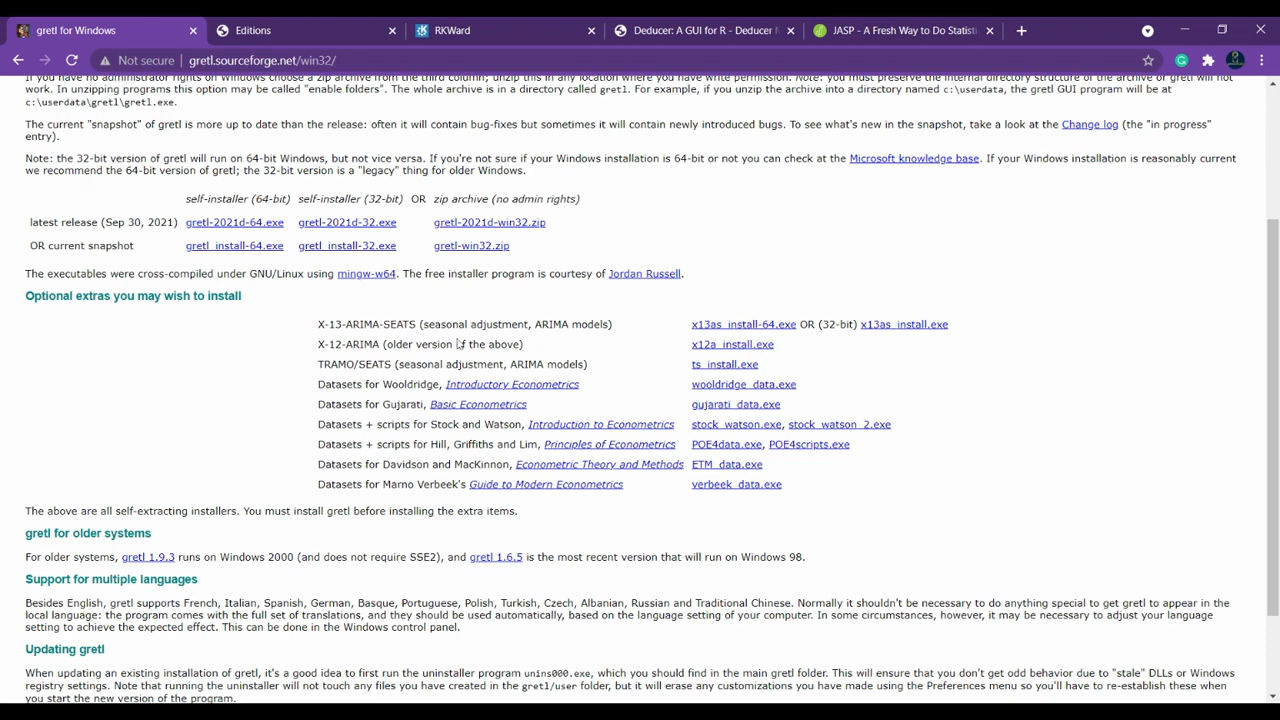 gretl for Windows
Editions
RKWard
Deducer: A GUI for R - Deducer M
JASP - A Fresh Way to Do Statisti
Not secure
gretl.sourceforge.net/win32/
If you have no administrator rights on Windows choose a zip archive from the third column, unzip this in any location where you have write permission. Note: you must preserve the internal directory structure of the archive of gretl will not
work. In unzipping programs this option may be called "enable folders". The whole archive is in a directory called gretl. For example, if you unzip the archive into a directory named c:\userdata, the gretl GUI program will be at
c:\userdata\gretl\gretl.exe.
The current "snapshot" of gretl is more up to date than the release: often it will contain bug-fixes but sometimes it will contain newly introduced bugs. To see what's new in the snapshot, take a look at the Change log (the "in progress"
entry).
Note: the 32-bit version of gretl will run on 64-bit Windows, but not vice versa. If you're not sure if your Windows installation is 64-bit or not you can check at the Microsoft knowledge base. If your Windows installation is reasonably current
we recommend the 64-bit version of gretl; the 32-bit version is a "legacy" thing for older Windows.
self-installer (64-bit) self-installer (32-bit) OR zip archive (no admin rights)
latest release (Sep 30, 2021) gretl-2021d-64.exe gretl-2021d-32.exe gretl-2021d-win32.zip
OR current snapshot gretl_install-64.exe gretl_install-32.exe gretl-win32.zip
The executables were cross-compiled under GNU/Linux using mingw-w64. The free installer program is courtesy of Jordan Russell.
Optional extras you may wish to install
X-13-ARIMA-SEATS (seasonal adjustment, ARIMA models) x13as_install-64.exe OR (32-bit) x13as_install.exe
X-12-ARIMA (older version of the above) x12a_install.exe
TRAMO/SEATS (seasonal adjustment, ARIMA models) ts_install.exe
Datasets for Wooldridge, Introductory Econometrics wooldridge_data.exe
Datasets for Gujarati, Basic Econometrics gujarati_data.exe
Datasets + scripts for Stock and Watson, Introduction to Econometrics stock_watson.exe, stock_watson_2.exe
Datasets + scripts for Hill, Griffiths and Lim, Principles of Econometrics POE4data.exe, POE4scripts.exe
Datasets for Davidson and MacKinnon, Econometric Theory and Methods ETM_data.exe
Datasets for Marno Verbeek's Guide to Modern Econometrics verbeek_data.exe
The above are all self-extracting installers. You must install gretl before installing the extra items.
gretl for older systems
For older systems, gretl 1.9.3 runs on Windows 2000 (and does not require SSE2), and gretl 1.6.5 is the most recent version that will run on Windows 98.
Support for multiple languages
Besides English, gretl supports French, Italian, Spanish, German, Basque, Portuguese, Polish, Turkish, Czech, Albanian, Russian and Traditional Chinese. Normally it shouldn't be necessary to do anything special to get gretl to appear in the
local language: the program comes with the full set of translations, and they should be used automatically, based on the language setting of your computer. In some circumstances, however, it may be necessary to adjust your language
setting to achieve the expected effect. This can be done in the Windows control panel.
Updating gretl
When updating an existing installation of gretl, it's a good idea to first run the uninstaller program unins000.exe, which you should find in the main gretl folder. This will ensure that you don't get odd behavior due to "stale" DLLs or Windows
registry settings. Note that running the uninstaller will not touch any files you have created in the gretl/user folder, but it will erase any customizations you have made using the Preferences menu so you'll have to re-establish these when
you start the new version of the program.